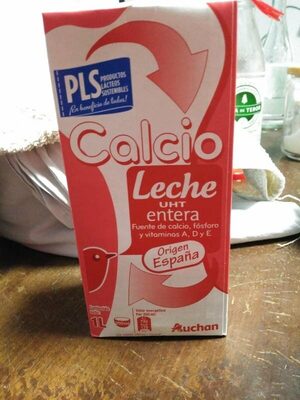 PLS PRODUCTOS
LÁCTEOS
SOSTENIBLES
¡En beneficio de todos!
Calcio
Leche
UHT
entera
Fuente de calcio, fósforo
y vitaminas A, D y E
Origen
España
1L
Auchan